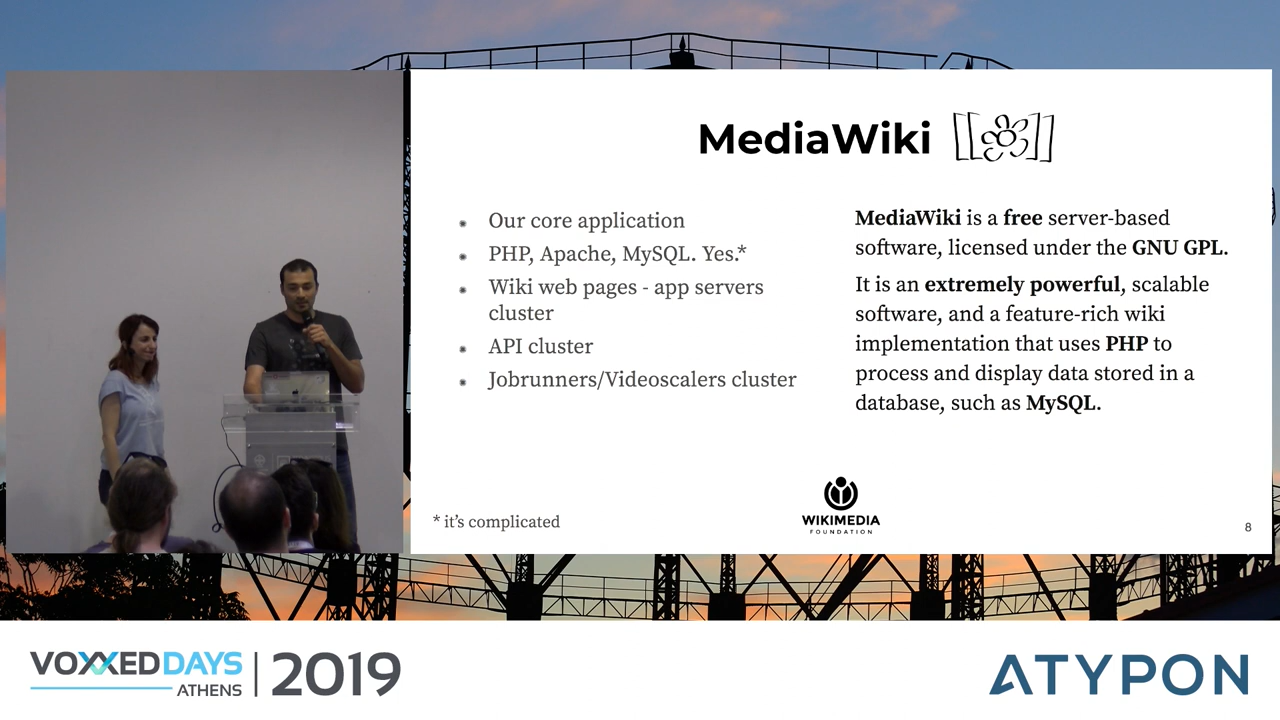 MediaWiki
Our core application
PHP, Apache, MySQL. Yes.*
Wiki web pages - app servers
cluster
API cluster
Jobrunners/Videoscalers cluster
MediaWiki is a free server-based
software, licensed under the GNU GPL.
It is an extremely powerful, scalable
software, and a feature-rich wiki
implementation that uses PHP to
process and display data stored in a
database, such as MySQL.
* it's complicated
WIKIMEDIA
FOUNDATION
8
VOXXED DAYS
ATHENS
2019
ATYPON